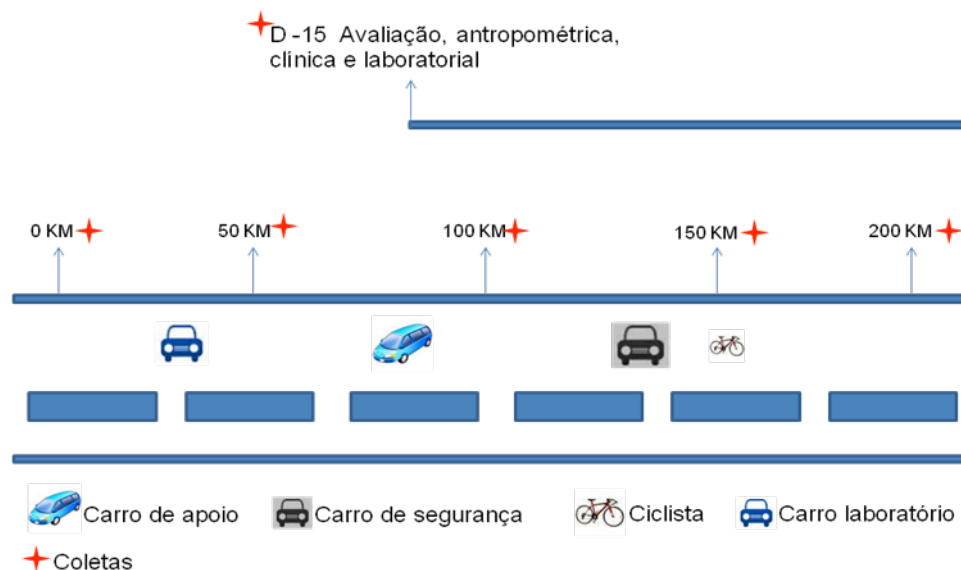 D -15 Avaliação, antropométrica,
clínica e laboratorial
0 KM
50 KM
100 KM
150 KM
200 KM
Carro de apoio
Carro de segurança
Ciclista
Carro laboratório
Coletas